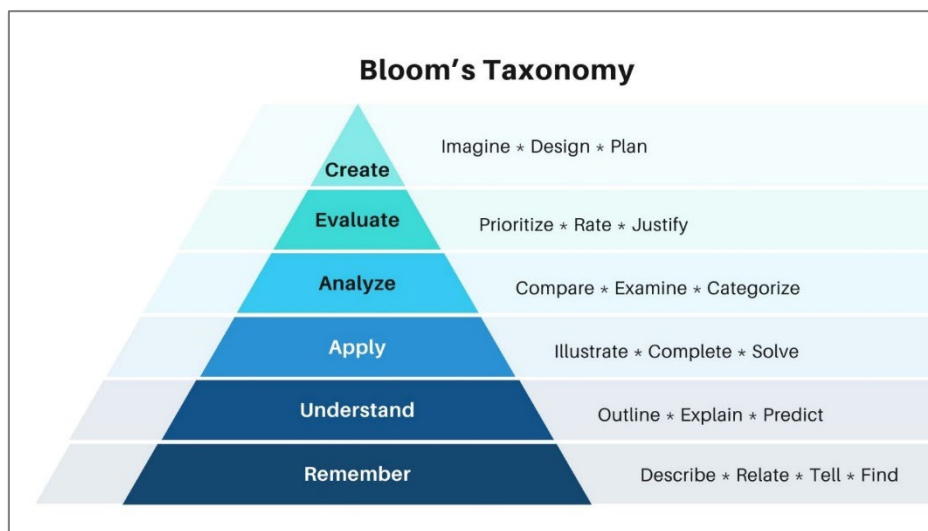 Bloom’s Taxonomy
Create
Imagine * Design * Plan
Evaluate
Prioritize * Rate * Justify
Analyze
Compare * Examine * Categorize
Apply
Illustrate * Complete * Solve
Understand
Outline * Explain * Predict
Remember
Describe * Relate * Tell * Find